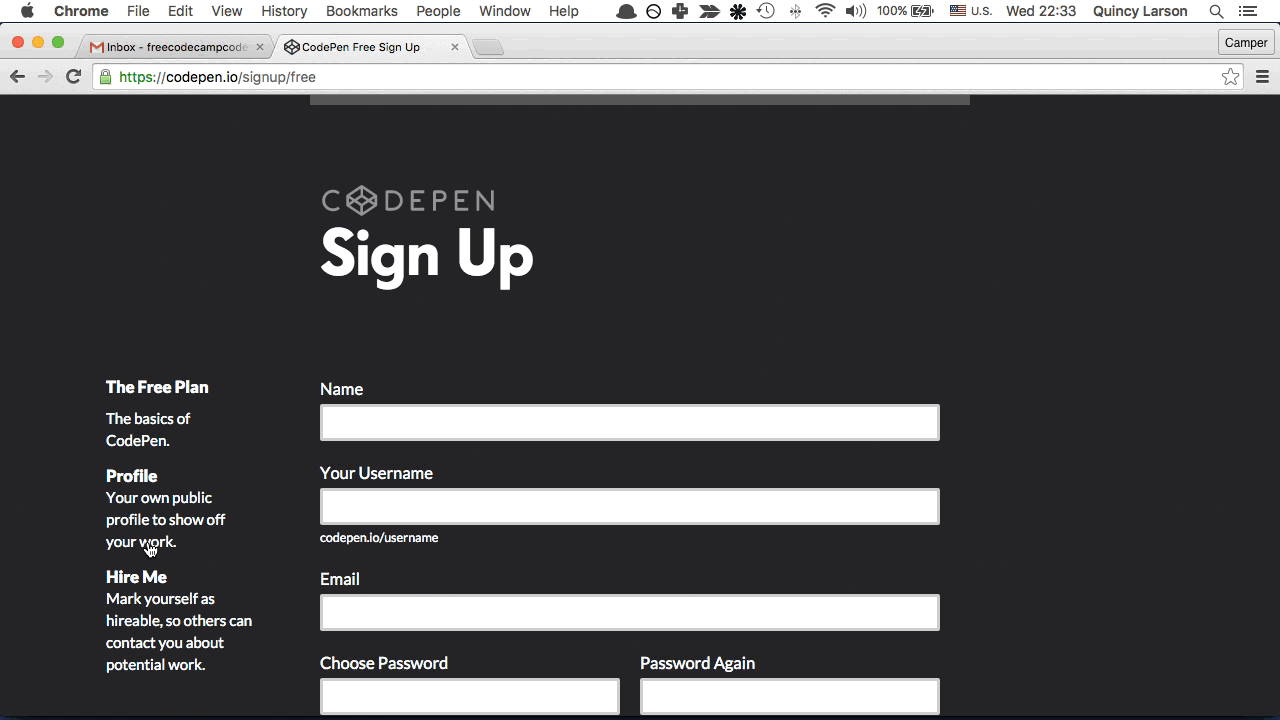 Chrome File Edit View History Bookmarks People Window Help 100% U.S. Wed 22:33 Quincy Larson
Inbox - freecodecampcode
CodePen Free Sign Up
Camper
https://codepen.io/signup/free
CODEPEN
Sign Up
The Free Plan
The basics of
CodePen.
Profile
Your own public
profile to show off
your work.
Hire Me
Mark yourself as
hireable, so others can
contact you about
potential work.
Name
Your Username
codepen.io/username
Email
Choose Password
Password Again